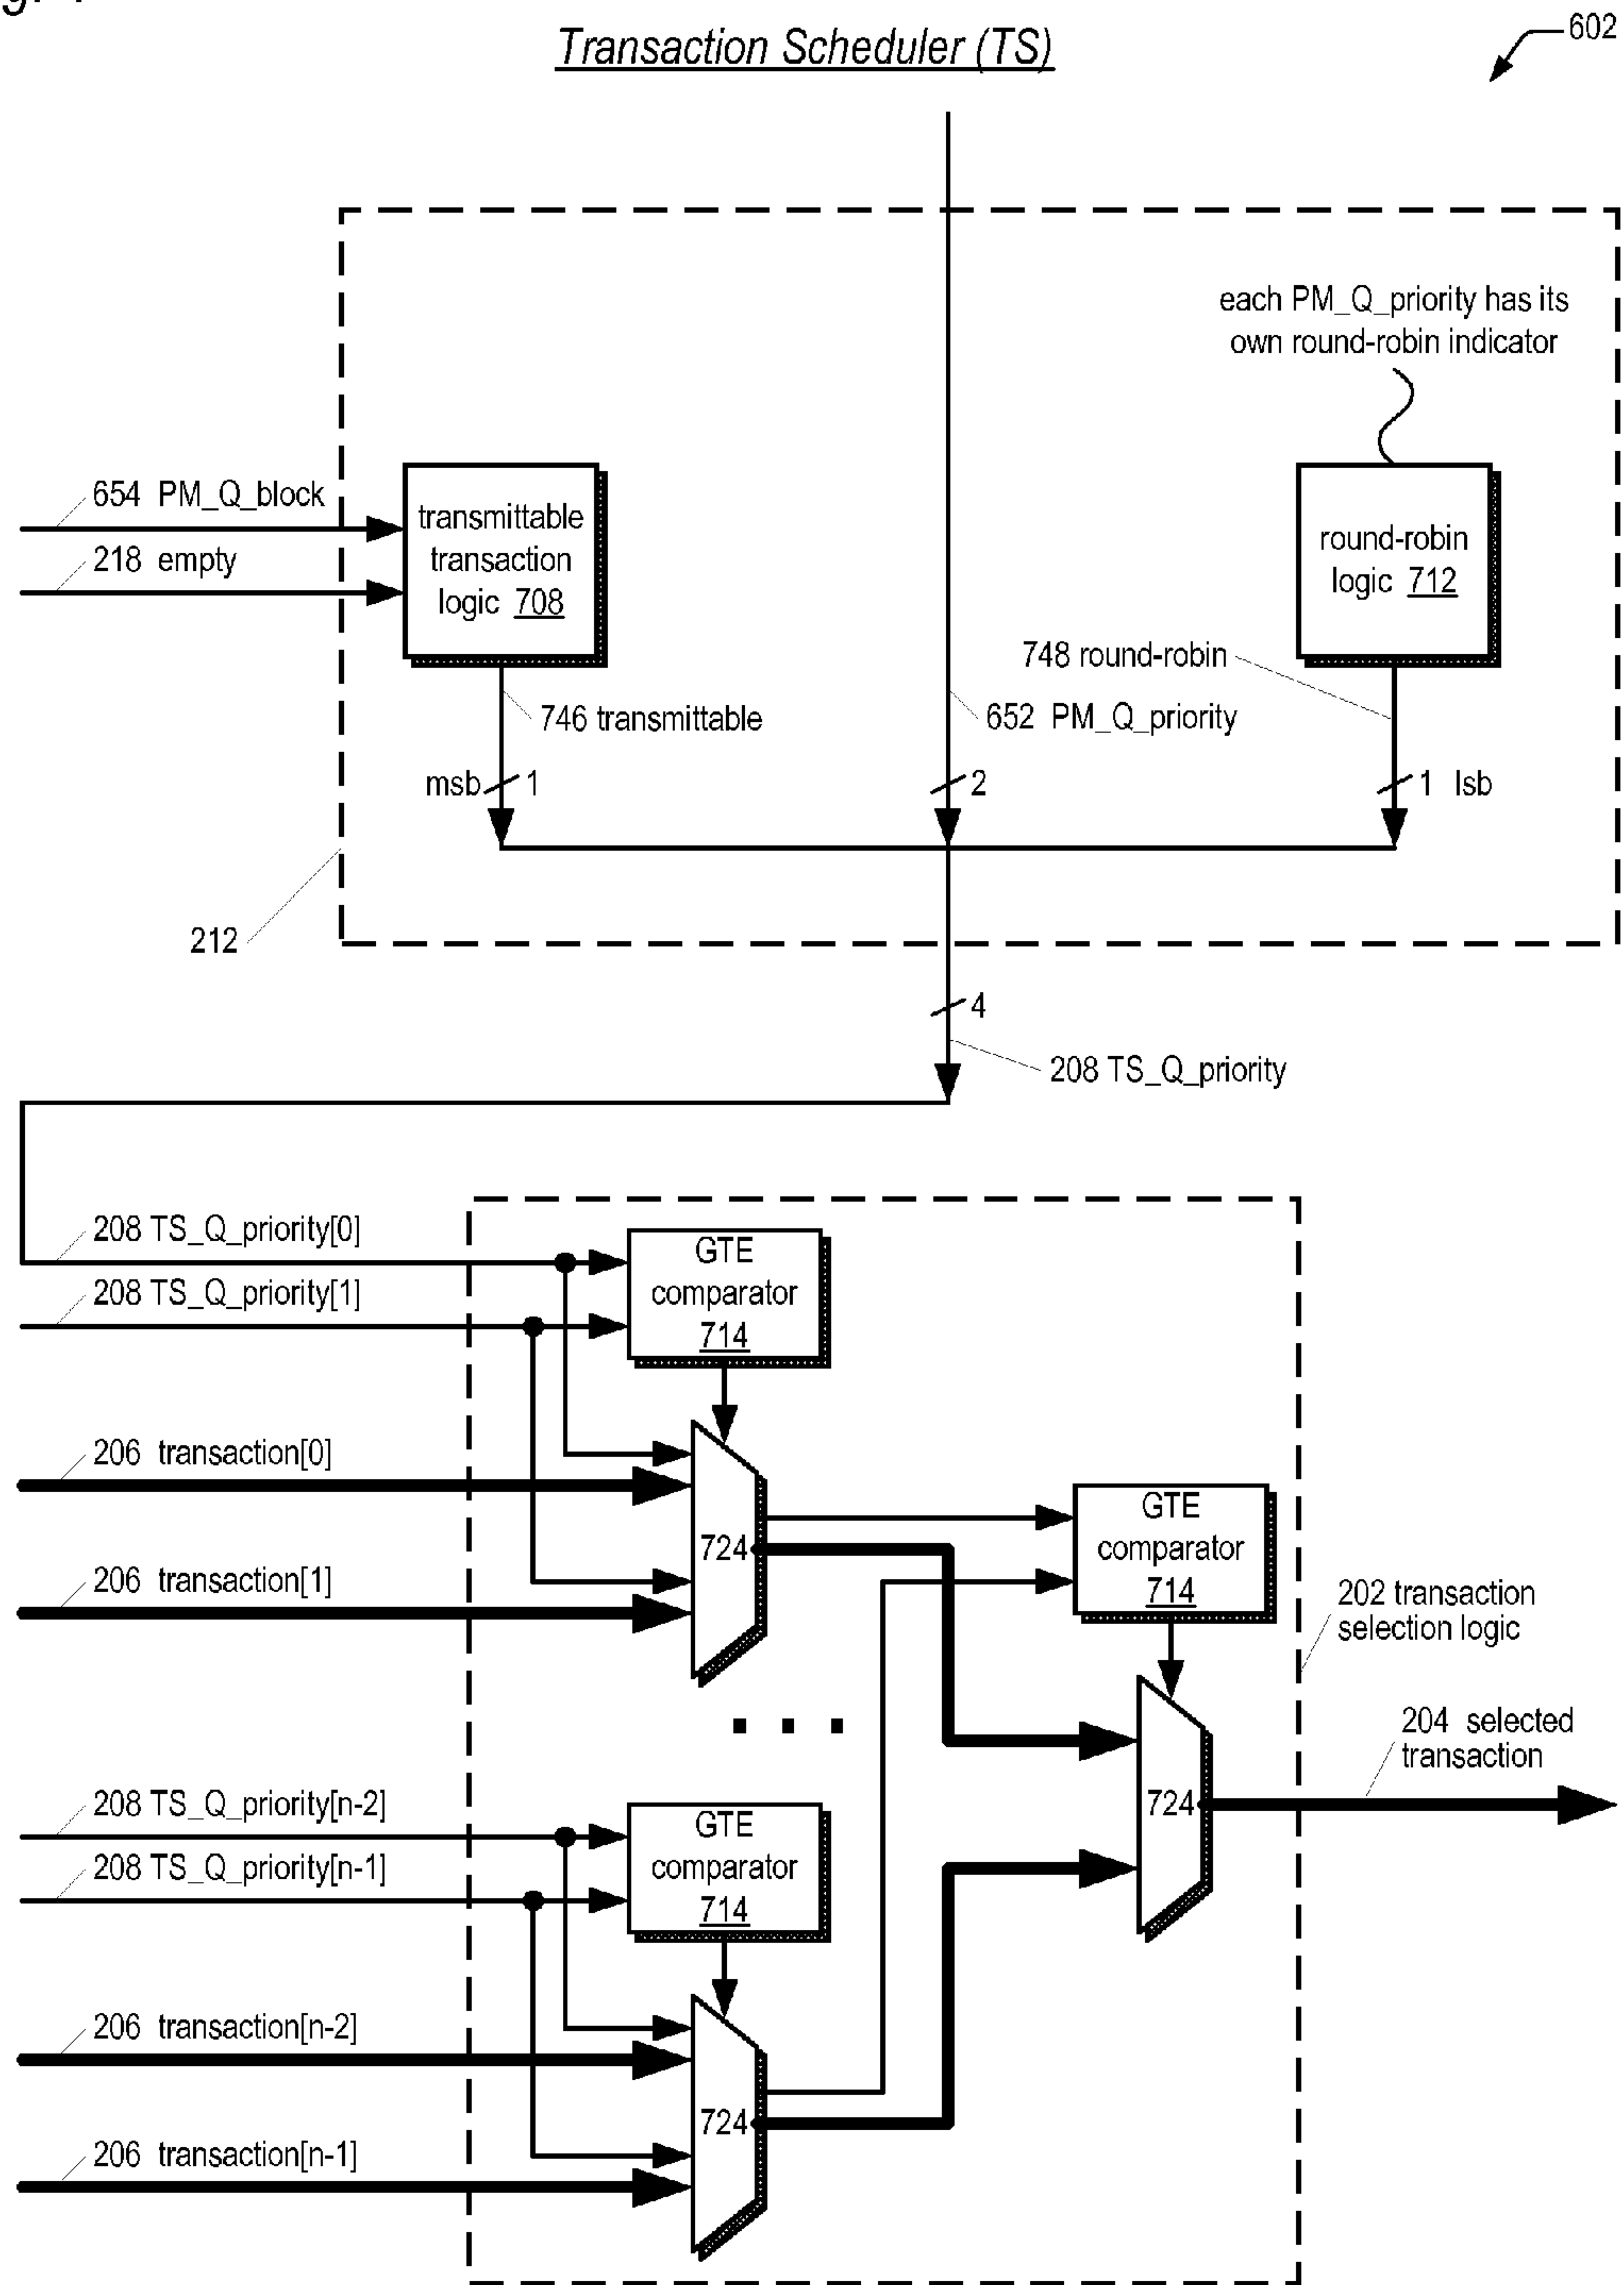 Transaction Scheduler (TS)
602
each PM_Q_priority has its
own round-robin indicator
654 PM_Q_block
218 empty
transmittable
transaction
logic 708
round-robin
logic 712
748 round-robin
746 transmittable
652 PM_Q_priority
msb 1
2
1 lsb
212
4
208 TS_Q_priority
208 TS_Q_priority[0]
208 TS_Q_priority[1]
GTE
comparator
714
206 transaction[0]
206 transaction[1]
724
GTE
comparator
714
202 transaction
selection logic
204 selected
transaction
724
208 TS_Q_priority[n-2]
208 TS_Q_priority[n-1]
GTE
comparator
714
206 transaction[n-2]
206 transaction[n-1]
724